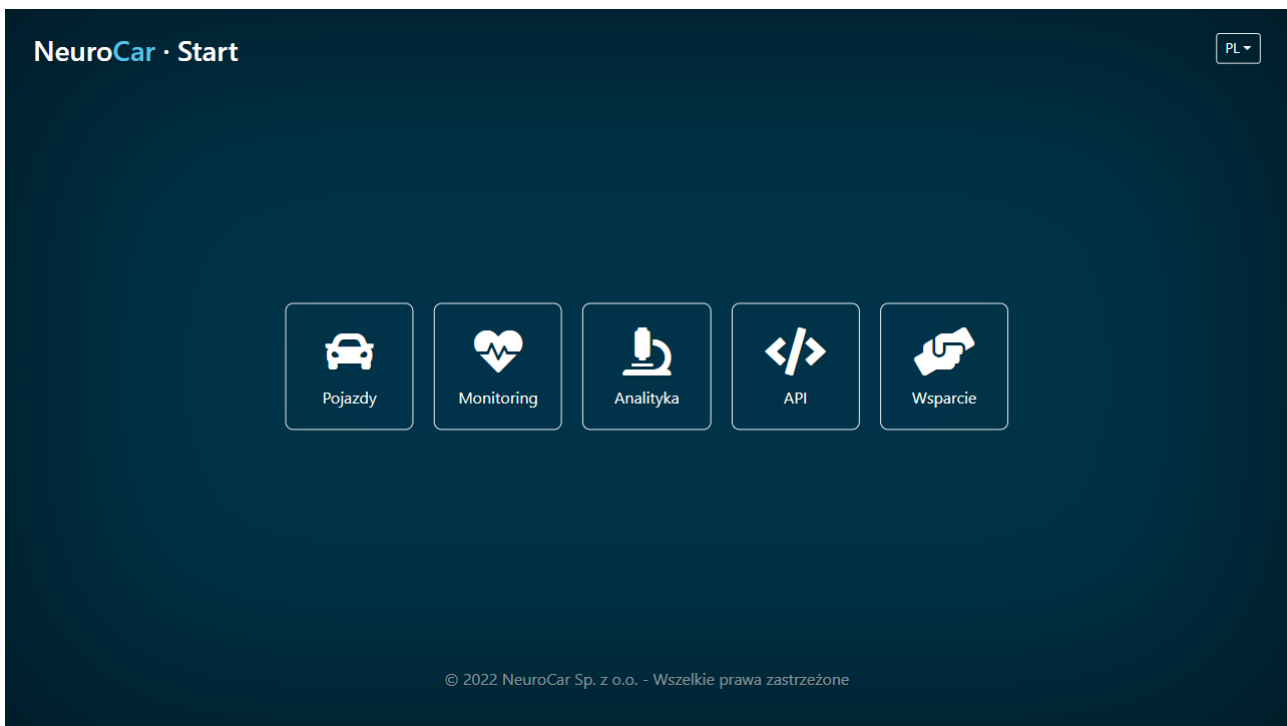 NeuroCar · Start
PL
Pojazdy
Monitoring
Analityka
API
Wsparcie
© 2022 NeuroCar Sp. z o.o. - Wszelkie prawa zastrzeżone